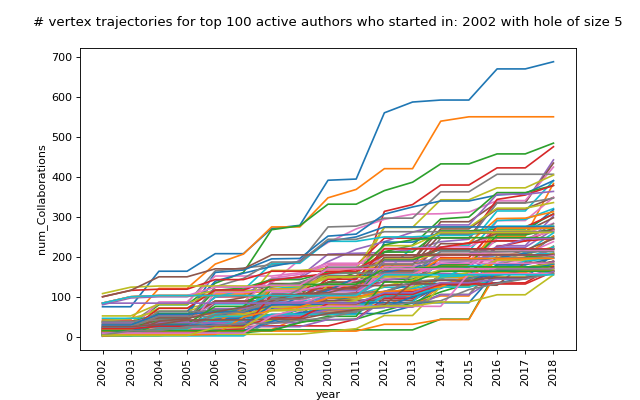 # vertex trajectories for top 100 active authors who started in: 2002 with hole of size 5
700
600
500
400
300
200
100
0
num_Collaborations
2002 2003 2004 2005 2006 2007 2008 2009 2010 2011 2012 2013 2014 2015 2016 2017 2018
year